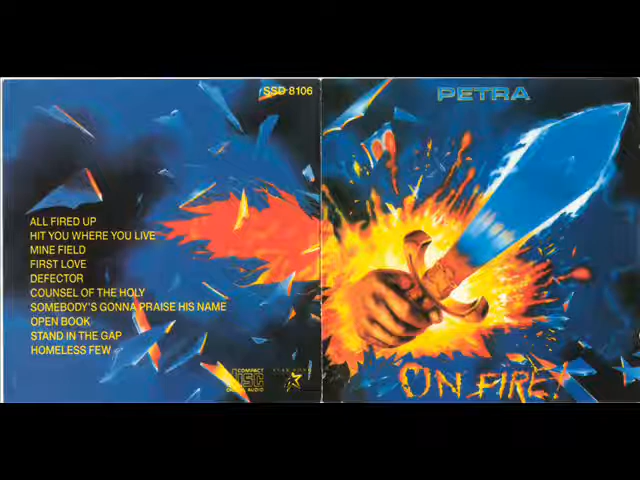 SSD 8106
ALL FIRED UP
HIT YOU WHERE YOU LIVE
MINE FIELD
FIRST LOVE
DEFECTOR
COUNSEL OF THE HOLY
SOMEBODY'S GONNA PRAISE HIS NAME
OPEN BOOK
STAND IN THE GAP
HOMELESS FEW
COMPACT
DISC
DIGITAL AUDIO
STAR SONG
PETRA
ON FIRE!